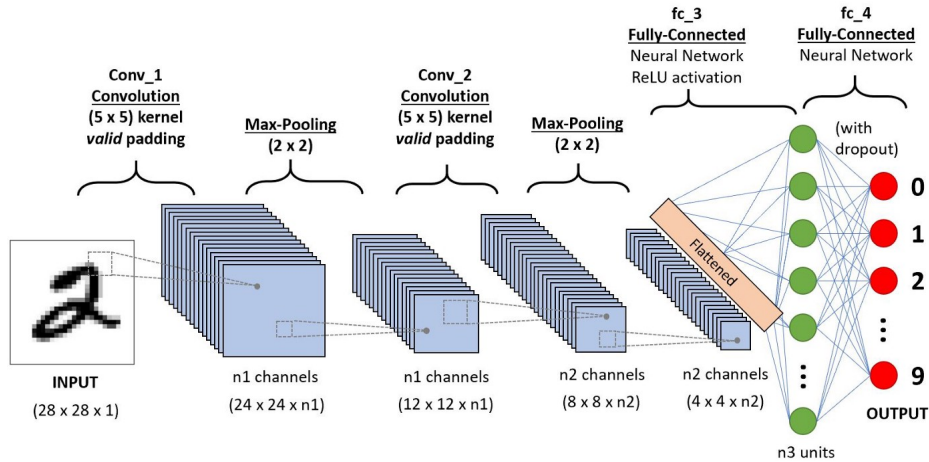 Conv_1
Convolution
(5 x 5) kernel
valid padding
Max-Pooling
(2 x 2)
Conv_2
Convolution
(5 x 5) kernel
valid padding
Max-Pooling
(2 x 2)
fc_3
Fully-Connected
Neural Network
ReLU activation
fc_4
Fully-Connected
Neural Network
(with
dropout)
Flattened
0
1
2
9
OUTPUT
2
INPUT
(28 x 28 x 1)
n1 channels
(24 x 24 x n1)
n1 channels
(12 x 12 x n1)
n2 channels
(8 x 8 x n2)
n2 channels
(4 x 4 x n2)
n3 units